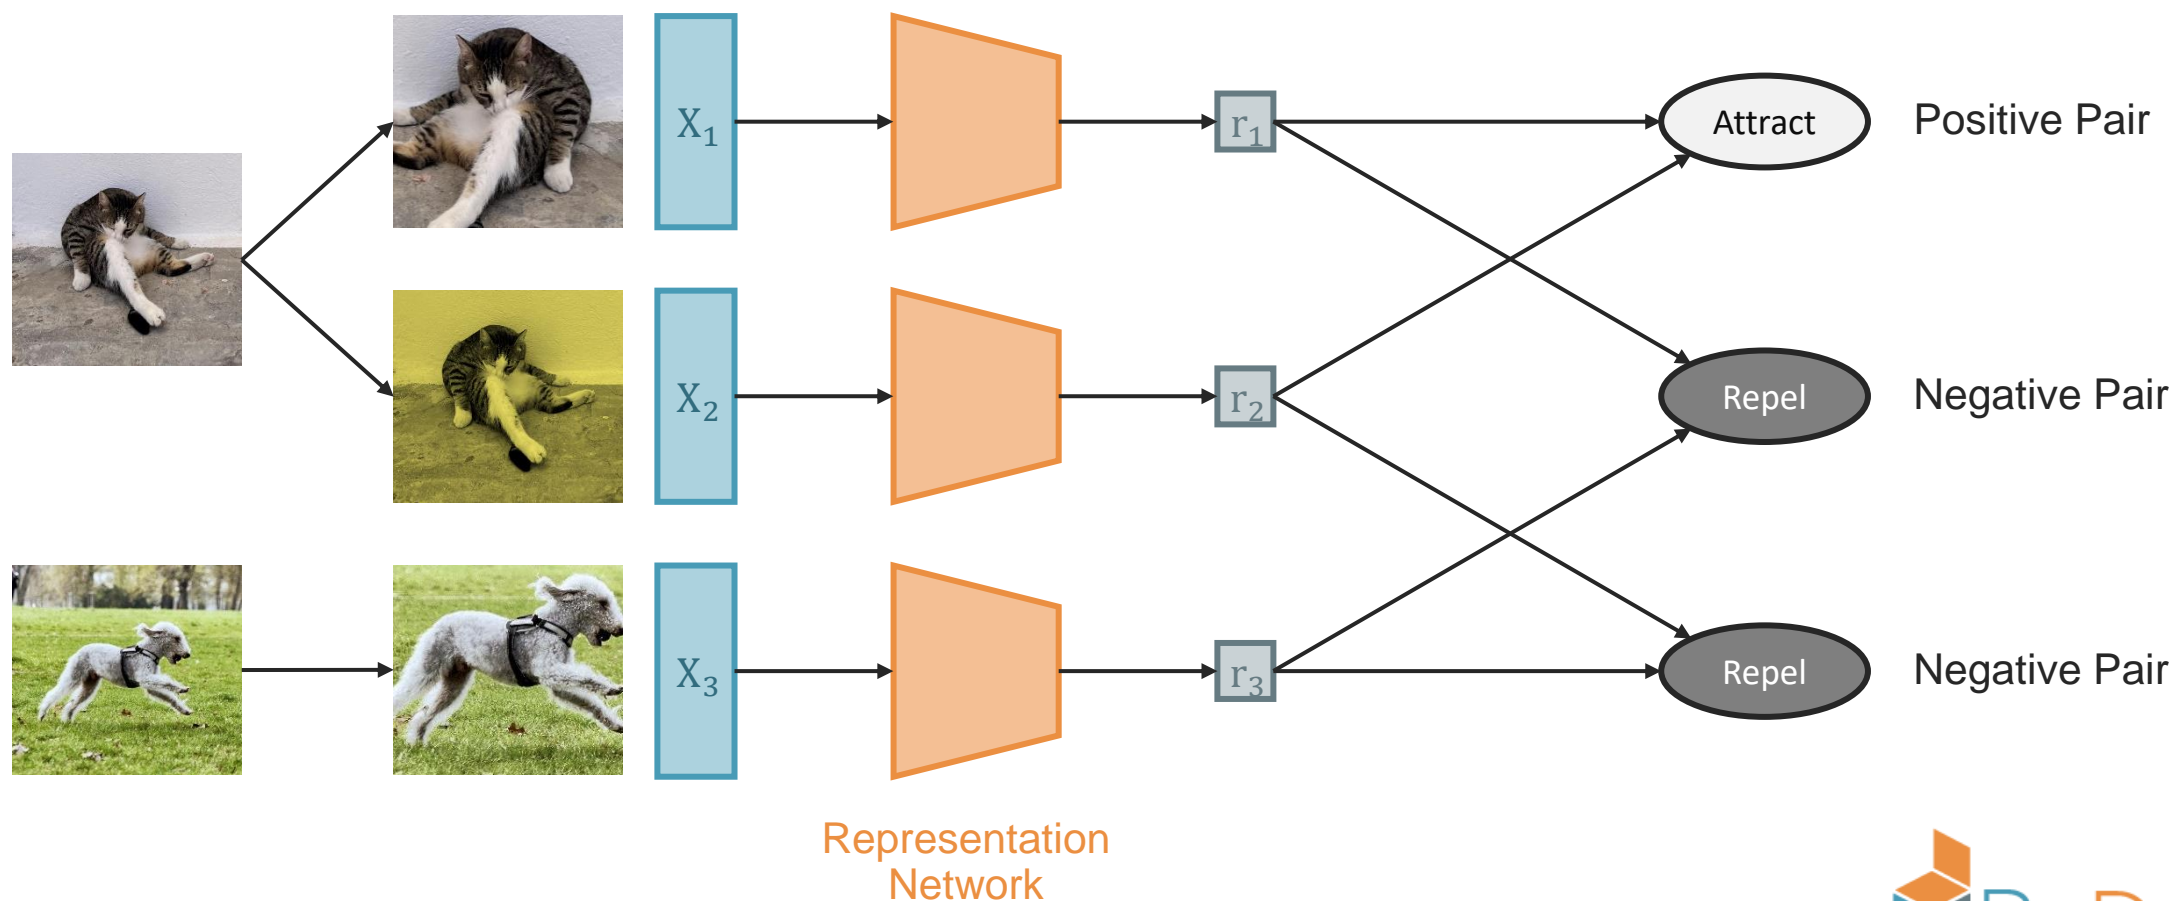 X₁
r₁
Attract
Positive Pair
X₂
r₂
Repel
Negative Pair
X₃
r₃
Repel
Negative Pair
Representation
Network